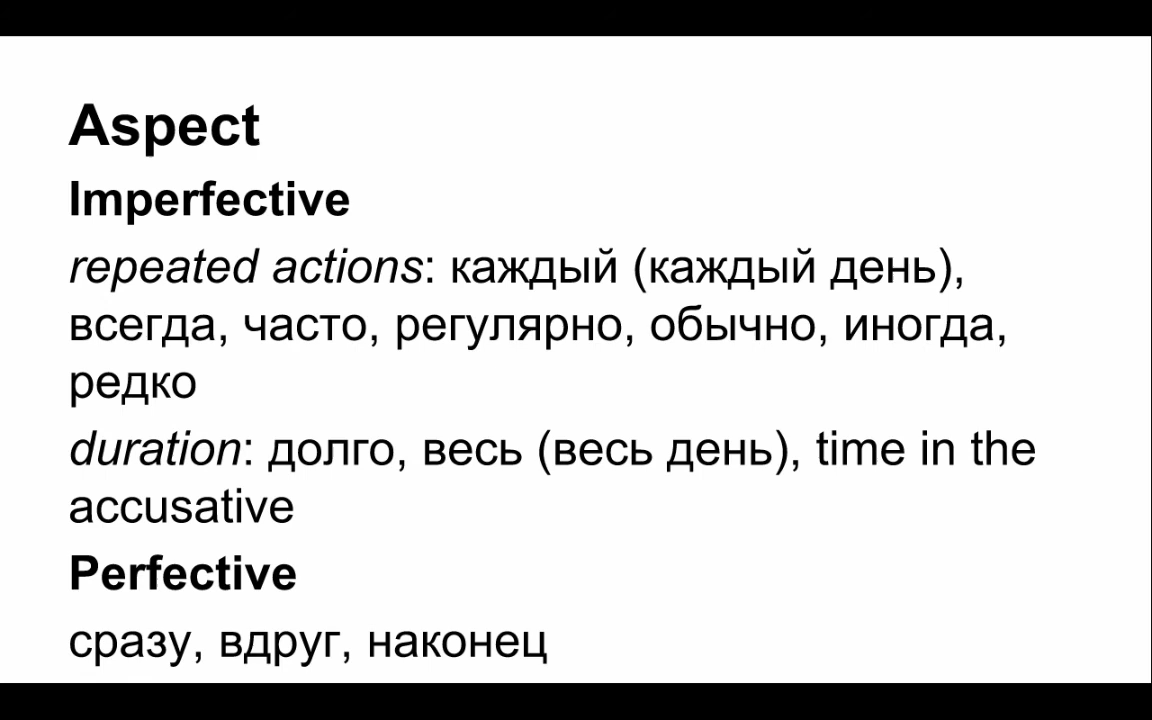 Aspect
Imperfective
repeated actions: каждый (каждый день),
всегда, часто, регулярно, обычно, иногда,
редко
duration: долго, весь (весь день), time in the
accusative
Perfective
сразу, вдруг, наконец